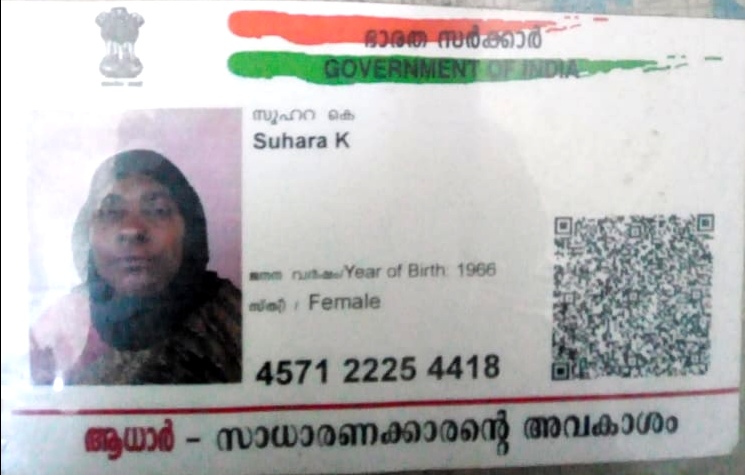 ഭാരത സർക്കാർ
GOVERNMENT OF INDIA
സുഹറ കെ
Suhara K
ജനന വർഷം/Year of Birth: 1966
സ്ത്രീ / Female
4571 2225 4418
ആധാർ – സാധാരണക്കാരന്റെ അവകാശം